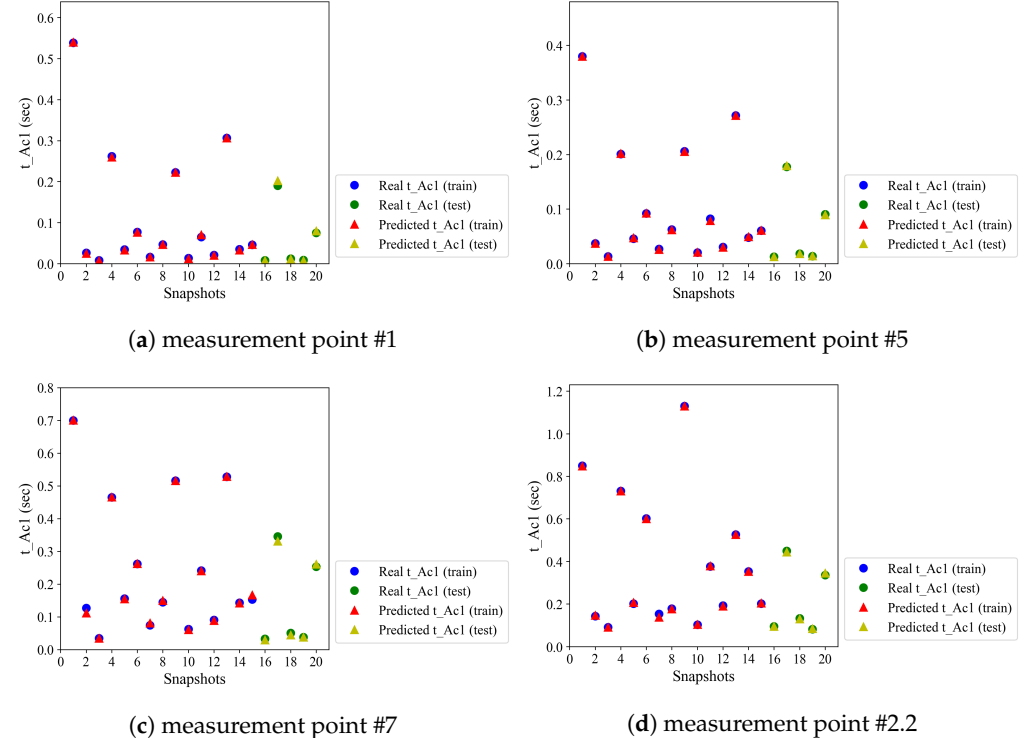 0.6
0.5
0.4
0.3
0.2
0.1
0.0
t_Ac1 (sec)
0 2 4 6 8 10 12 14 16 18 20
Snapshots
Real t_Ac1 (train)
Real t_Ac1 (test)
Predicted t_Ac1 (train)
Predicted t_Ac1 (test)
(a) measurement point #1
0.4
0.3
0.2
0.1
0.0
t_Ac1 (sec)
0 2 4 6 8 10 12 14 16 18 20
Snapshots
Real t_Ac1 (train)
Real t_Ac1 (test)
Predicted t_Ac1 (train)
Predicted t_Ac1 (test)
(b) measurement point #5
0.8
0.7
0.6
0.5
0.4
0.3
0.2
0.1
0.0
t_Ac1 (sec)
0 2 4 6 8 10 12 14 16 18 20
Snapshots
Real t_Ac1 (train)
Real t_Ac1 (test)
Predicted t_Ac1 (train)
Predicted t_Ac1 (test)
(c) measurement point #7
1.2
1.0
0.8
0.6
0.4
0.2
0.0
t_Ac1 (sec)
0 2 4 6 8 10 12 14 16 18 20
Snapshots
Real t_Ac1 (train)
Real t_Ac1 (test)
Predicted t_Ac1 (train)
Predicted t_Ac1 (test)
(d) measurement point #2.2